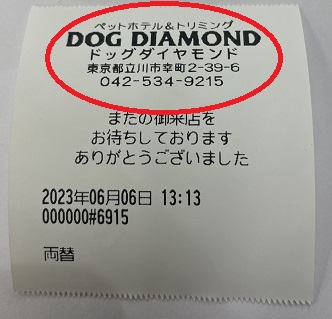 ペットホテル&トリミング
DOG DIAMOND
ドッグダイヤモンド
東京都立川市幸町2-39-6
042-534-9215
またの御来店を
お待ちしております
ありがとうございました
2023年06月06日 13:13
000000#6915
両替